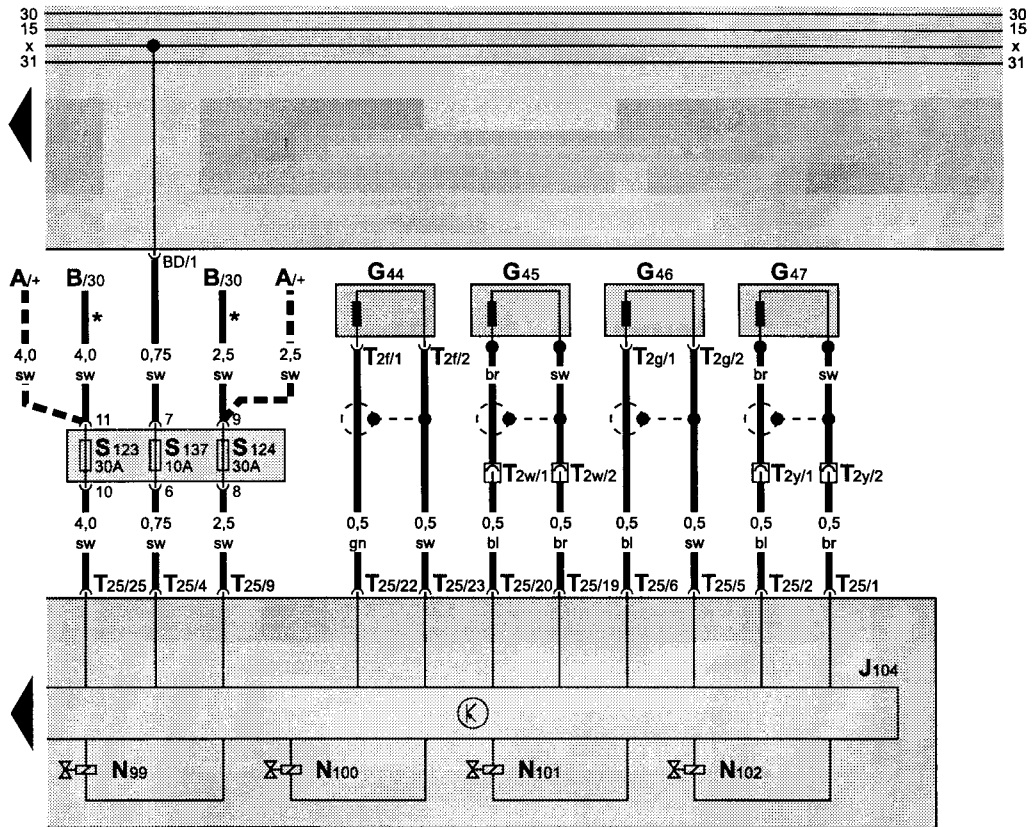 30 30
15 15
x x
31 31
BD/1
A/+ B/30 B/30 A/+ G44 G45 G46 G47
* *
T2f/1 T2f/2 T2g/1 T2g/2
4,0 4,0 0,75 2,5 2,5
sw sw sw sw sw br sw br sw
11 7 9
S123 S137 S124
30A 10A 30A
T2w/1 T2w/2 T2y/1 T2y/2
10 6 8
4,0 0,75 2,5 0,5 0,5 0,5 0,5 0,5 0,5 0,5 0,5
sw sw sw gn sw bl br bl sw bl br
T25/25 T25/4 T25/9 T25/22 T25/23 T25/20 T25/19 T25/6 T25/5 T25/2 T25/1
J104
K
N99 N100 N101 N102